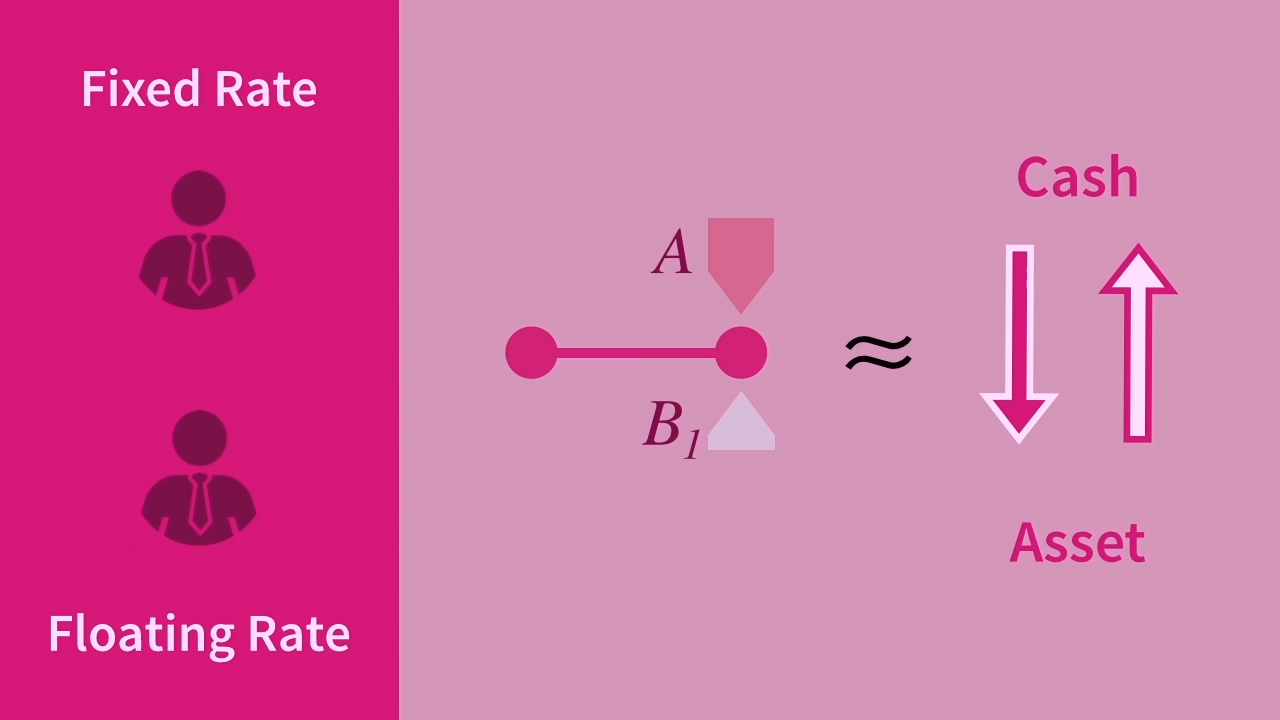 Fixed Rate
Floating Rate
A
B₁
≈
Cash
Asset